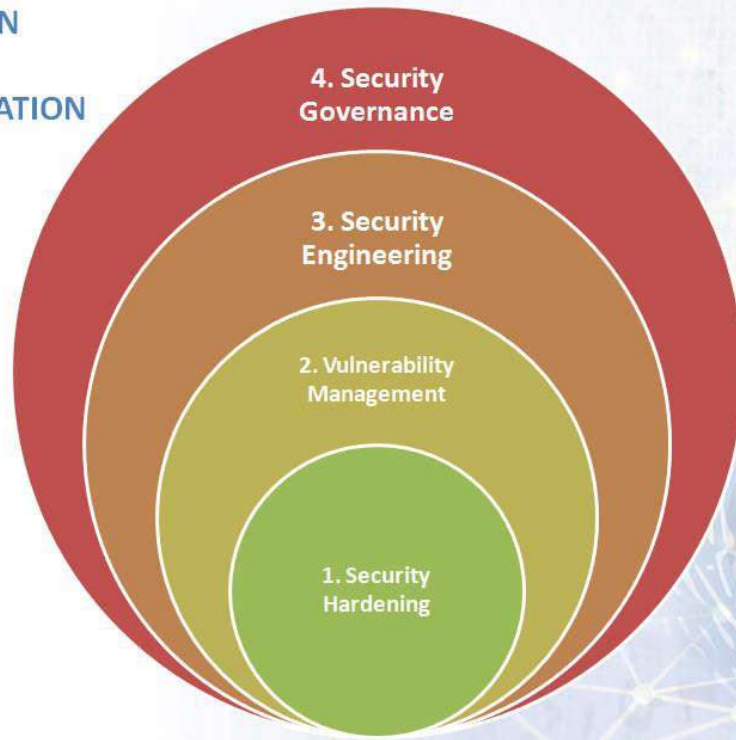 N
ATION
4. Security
Governance
3. Security
Engineering
2. Vulnerability
Management
1. Security
Hardening